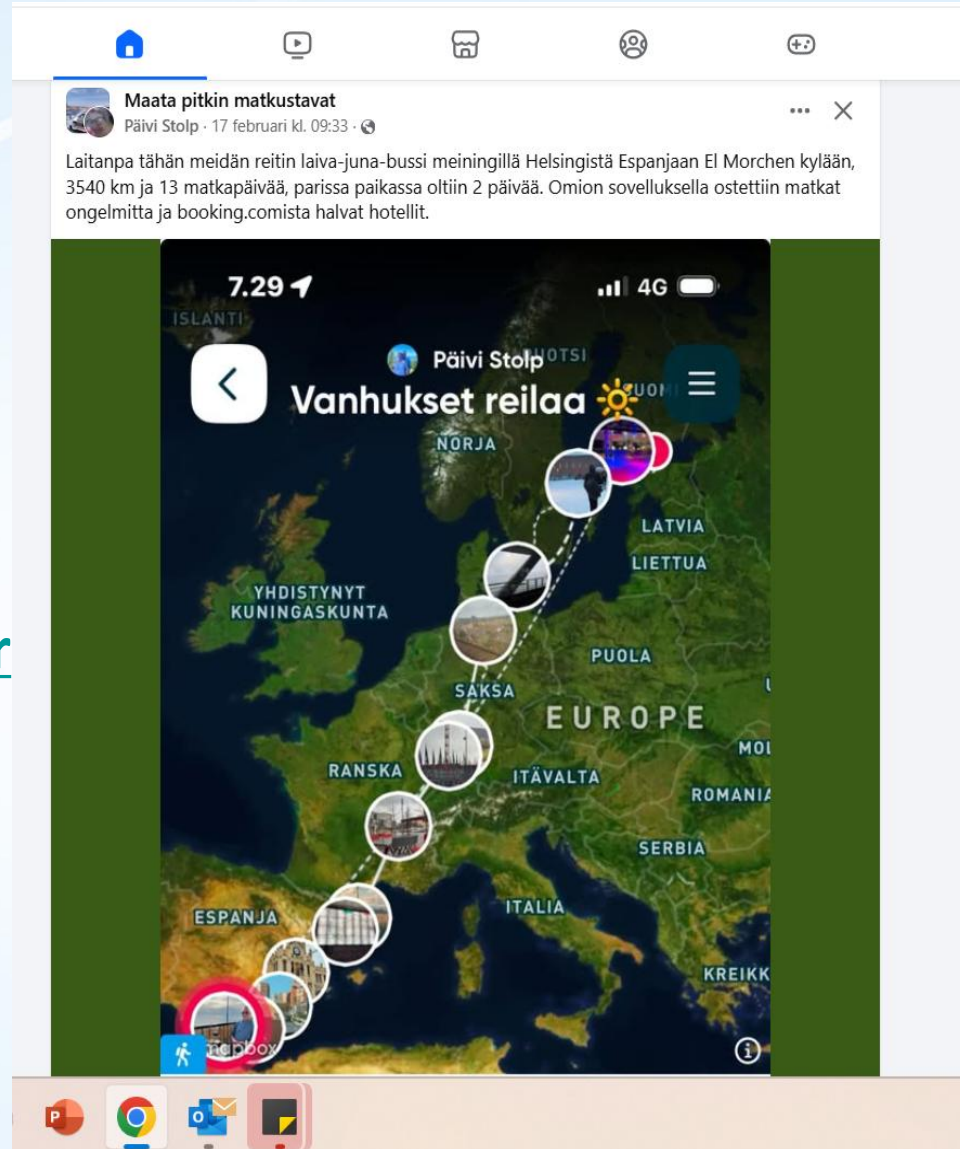 Maata pitkin matkustavat
Päivi Stolp · 17 februari kl. 09:33 ·
Laitanpa tähän meidän reitin laiva-juna-bussi meiningillä Helsingistä Espanjaan El Morchen kylään,
3540 km ja 13 matkapäivää, parissa paikassa oltiin 2 päivää. Omion sovelluksella ostettiin matkat
ongelmitta ja booking.comista halvat hotellit.
7.29 4G
ISLANTI
Päivi Stolp
Vanhukset reilaa
NORJA
LATVIA
LIETTUA
YHDISTYNYT
KUNINGASKUNTA
PUOLA
SAKSA
EUROPE
RANSKA
ITÄVALTA
ROMANIA
SERBIA
ITALIA
ESPANJA
KREIKK
mapbox